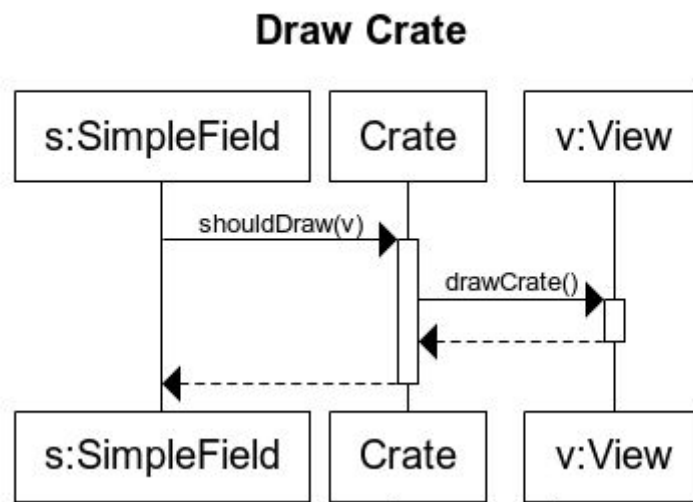 Draw Crate
s:SimpleField
Crate
v:View
shouldDraw(v)
drawCrate()
s:SimpleField
Crate
v:View